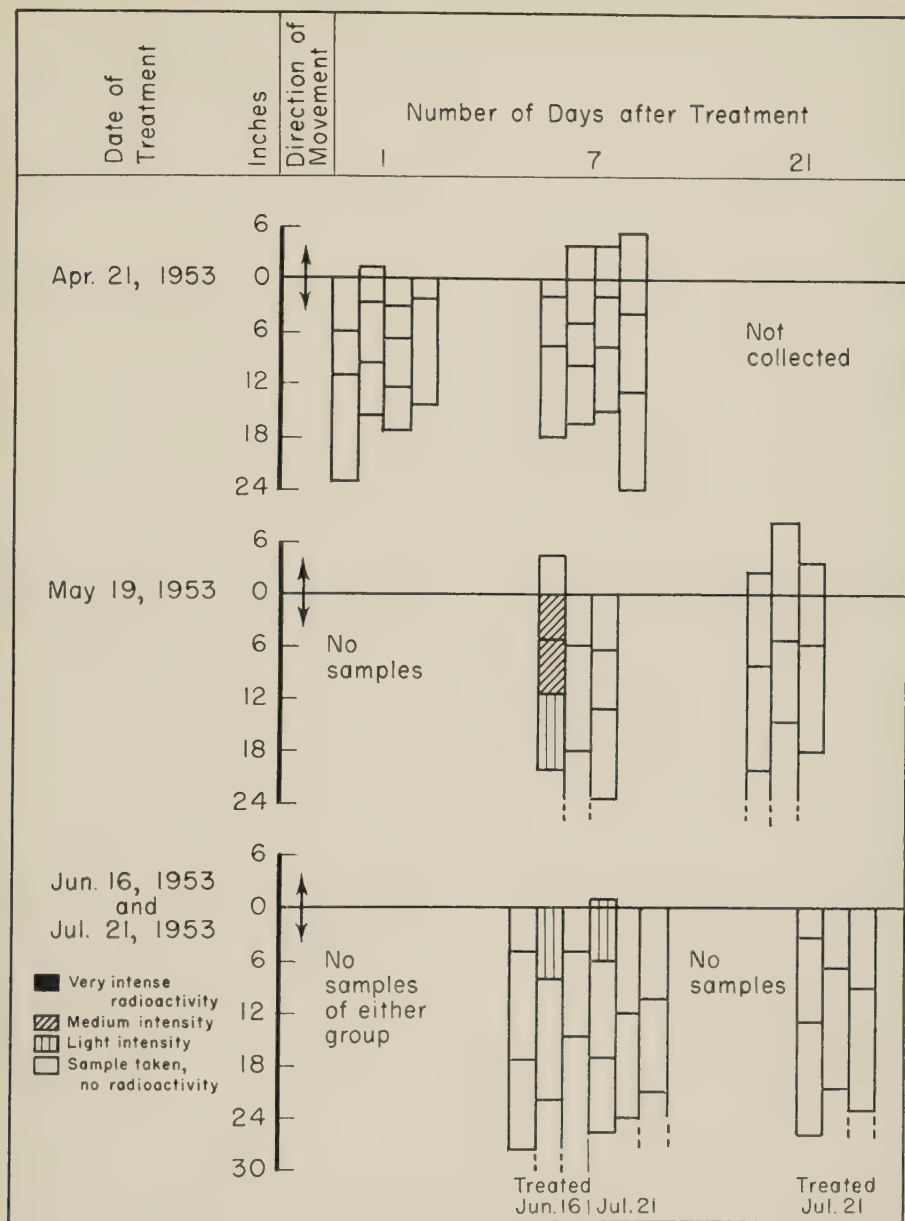 Date of
Treatment
Inches
Direction of
Movement
Number of Days after Treatment
1 7 21
Apr. 21, 1953
6
0
6
12
18
24
Not
collected
May 19, 1953
6
0
6
12
18
24
No
samples
Jun. 16, 1953
and
Jul. 21, 1953
6
0
6
12
18
24
30
No
samples
of either
group
No
samples
Very intense
radioactivity
Medium intensity
Light intensity
Sample taken,
no radioactivity
Treated
Jun. 16 | Jul. 21
Treated
Jul. 21